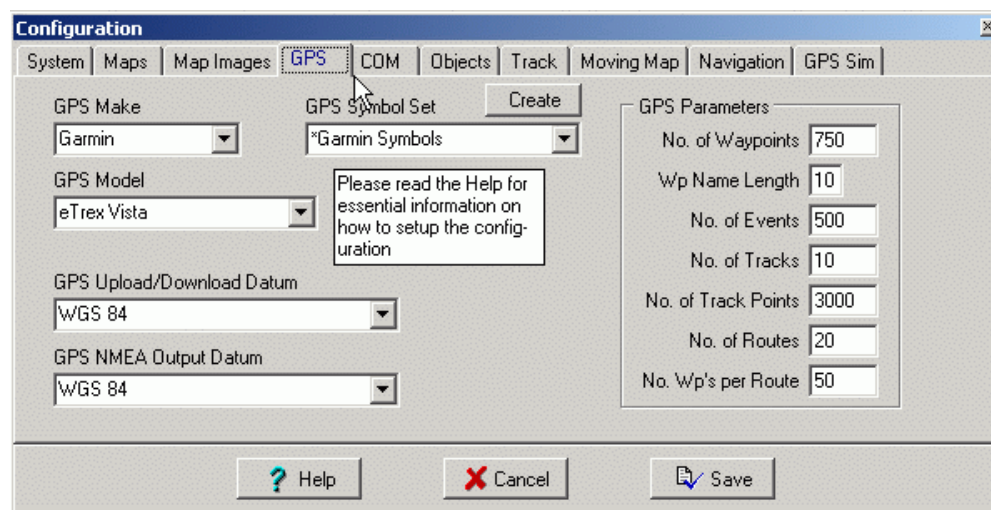 Configuration
System Maps Map Images GPS COM Objects Track Moving Map Navigation GPS Sim
GPS Make
Garmin
GPS Symbol Set
Create
*Garmin Symbols
GPS Model
eTrex Vista
Please read the Help for
essential information on
how to setup the config-
uration
GPS Upload/Download Datum
WGS 84
GPS NMEA Output Datum
WGS 84
GPS Parameters
No. of Waypoints 750
Wp Name Length 10
No. of Events 500
No. of Tracks 10
No. of Track Points 3000
No. of Routes 20
No. Wp's per Route 50
? Help
Cancel
Save